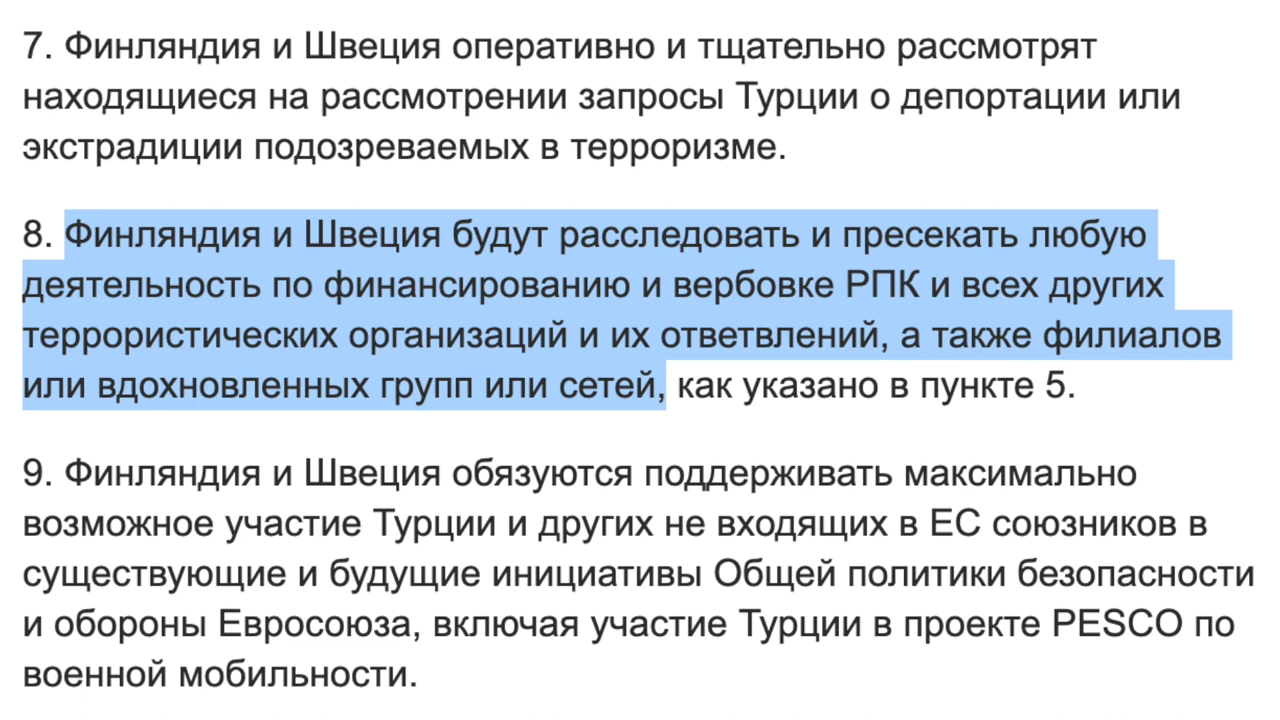 7. Финляндия и Швеция оперативно и тщательно рассмотрят
находящиеся на рассмотрении запросы Турции о депортации или
экстрадиции подозреваемых в терроризме.
8. Финляндия и Швеция будут расследовать и пресекать любую
деятельность по финансированию и вербовке РПК и всех других
террористических организаций и их ответвлений, а также филиалов
или вдохновленных групп или сетей, как указано в пункте 5.
9. Финляндия и Швеция обязуются поддерживать максимально
возможное участие Турции и других не входящих в ЕС союзников в
существующие и будущие инициативы Общей политики безопасности
и обороны Евросоюза, включая участие Турции в проекте PESCO по
военной мобильности.